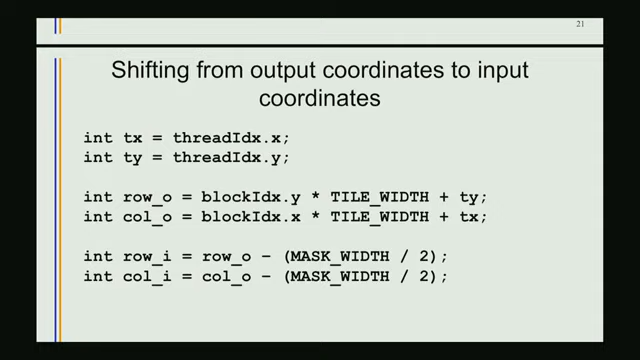 21
Shifting from output coordinates to input
coordinates
int tx = threadIdx.x;
int ty = threadIdx.y;
int row_o = blockIdx.y * TILE_WIDTH + ty;
int col_o = blockIdx.x * TILE_WIDTH + tx;
int row_i = row_o – (MASK_WIDTH / 2);
int col_i = col_o – (MASK_WIDTH / 2);